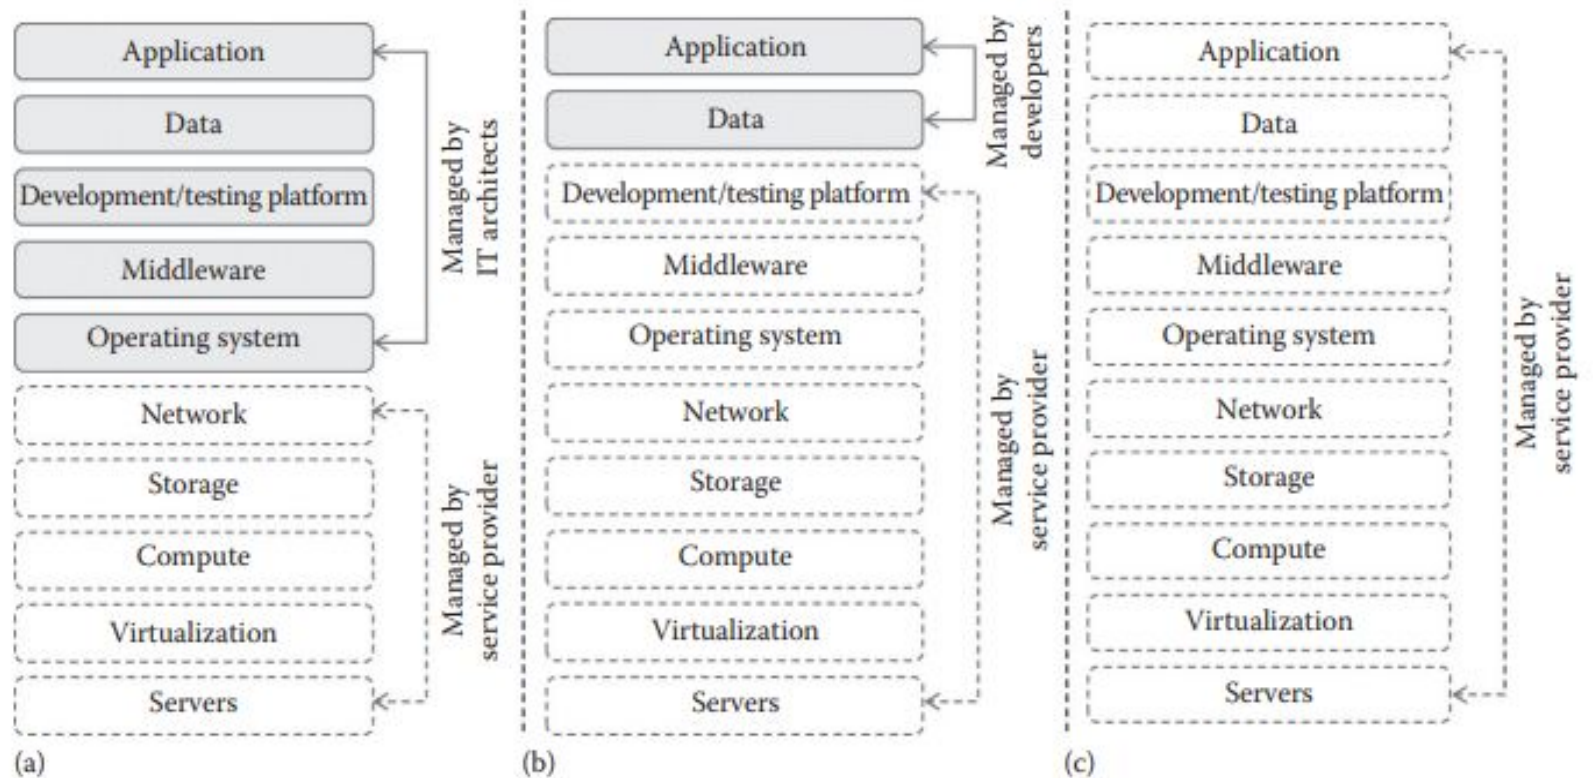 Application
Data
Development/testing platform
Middleware
Operating system
Network
Storage
Compute
Virtualization
Servers
Managed by
IT architects
Managed by
service provider
(a)
Application
Data
Development/testing platform
Middleware
Operating system
Network
Storage
Compute
Virtualization
Servers
Managed by
developers
Managed by
service provider
(b)
Application
Data
Development/testing platform
Middleware
Operating system
Network
Storage
Compute
Virtualization
Servers
Managed by
service provider
(c)